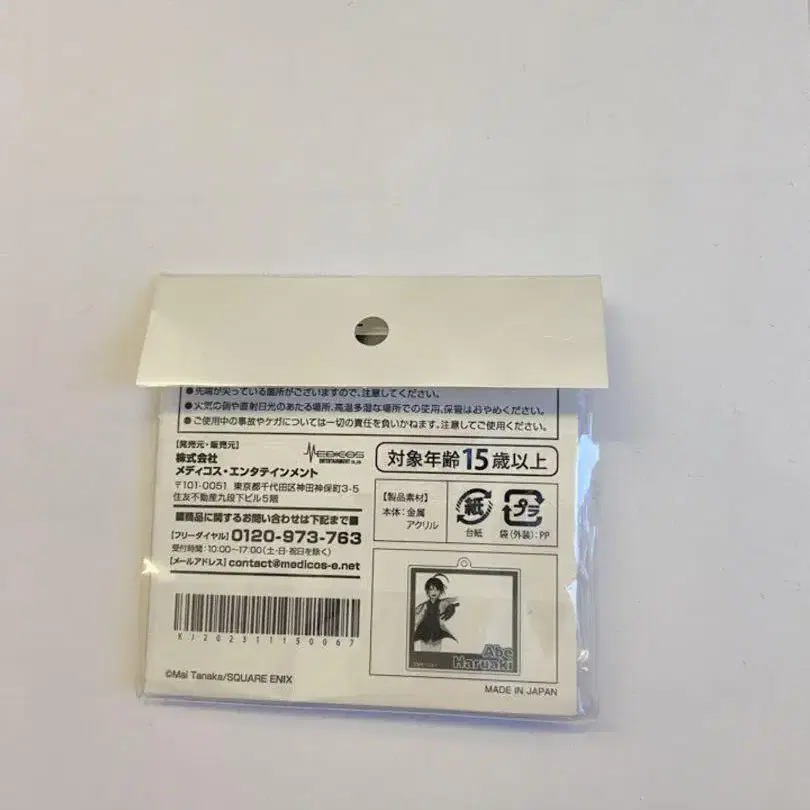 ●先端が尖っている箇所がございますので、注意してください。
●火気の側や直射日光のあたる場所、高温多湿な場所での使用、保管はおやめください。
●ご使用中の事故やケガについては一切の責任を負いかねます。注意してご使用ください。
【発売元・販売元】
株式会社
メディコス・エンタテインメント
MEDICOS
ENTERTAINMENT Co.,Ltd
〒101-0051 東京都千代田区神田神保町3-5
住友不動産九段下ビル5階
■商品に関するお問い合わせは下記まで■
【フリーダイヤル】0120-973-763
受付時間:10:00~17:00(土・日・祝日を除く)
【メールアドレス】contact@medicos-e.net
KJ20231115006 7
©Mai Tanaka/SQUARE ENIX
対象年齢15歳以上
【製品素材】
本体:金属
アクリル
紙
台紙
プラ
袋(外装):PP
Abe
Haruaki
MADE IN JAPAN